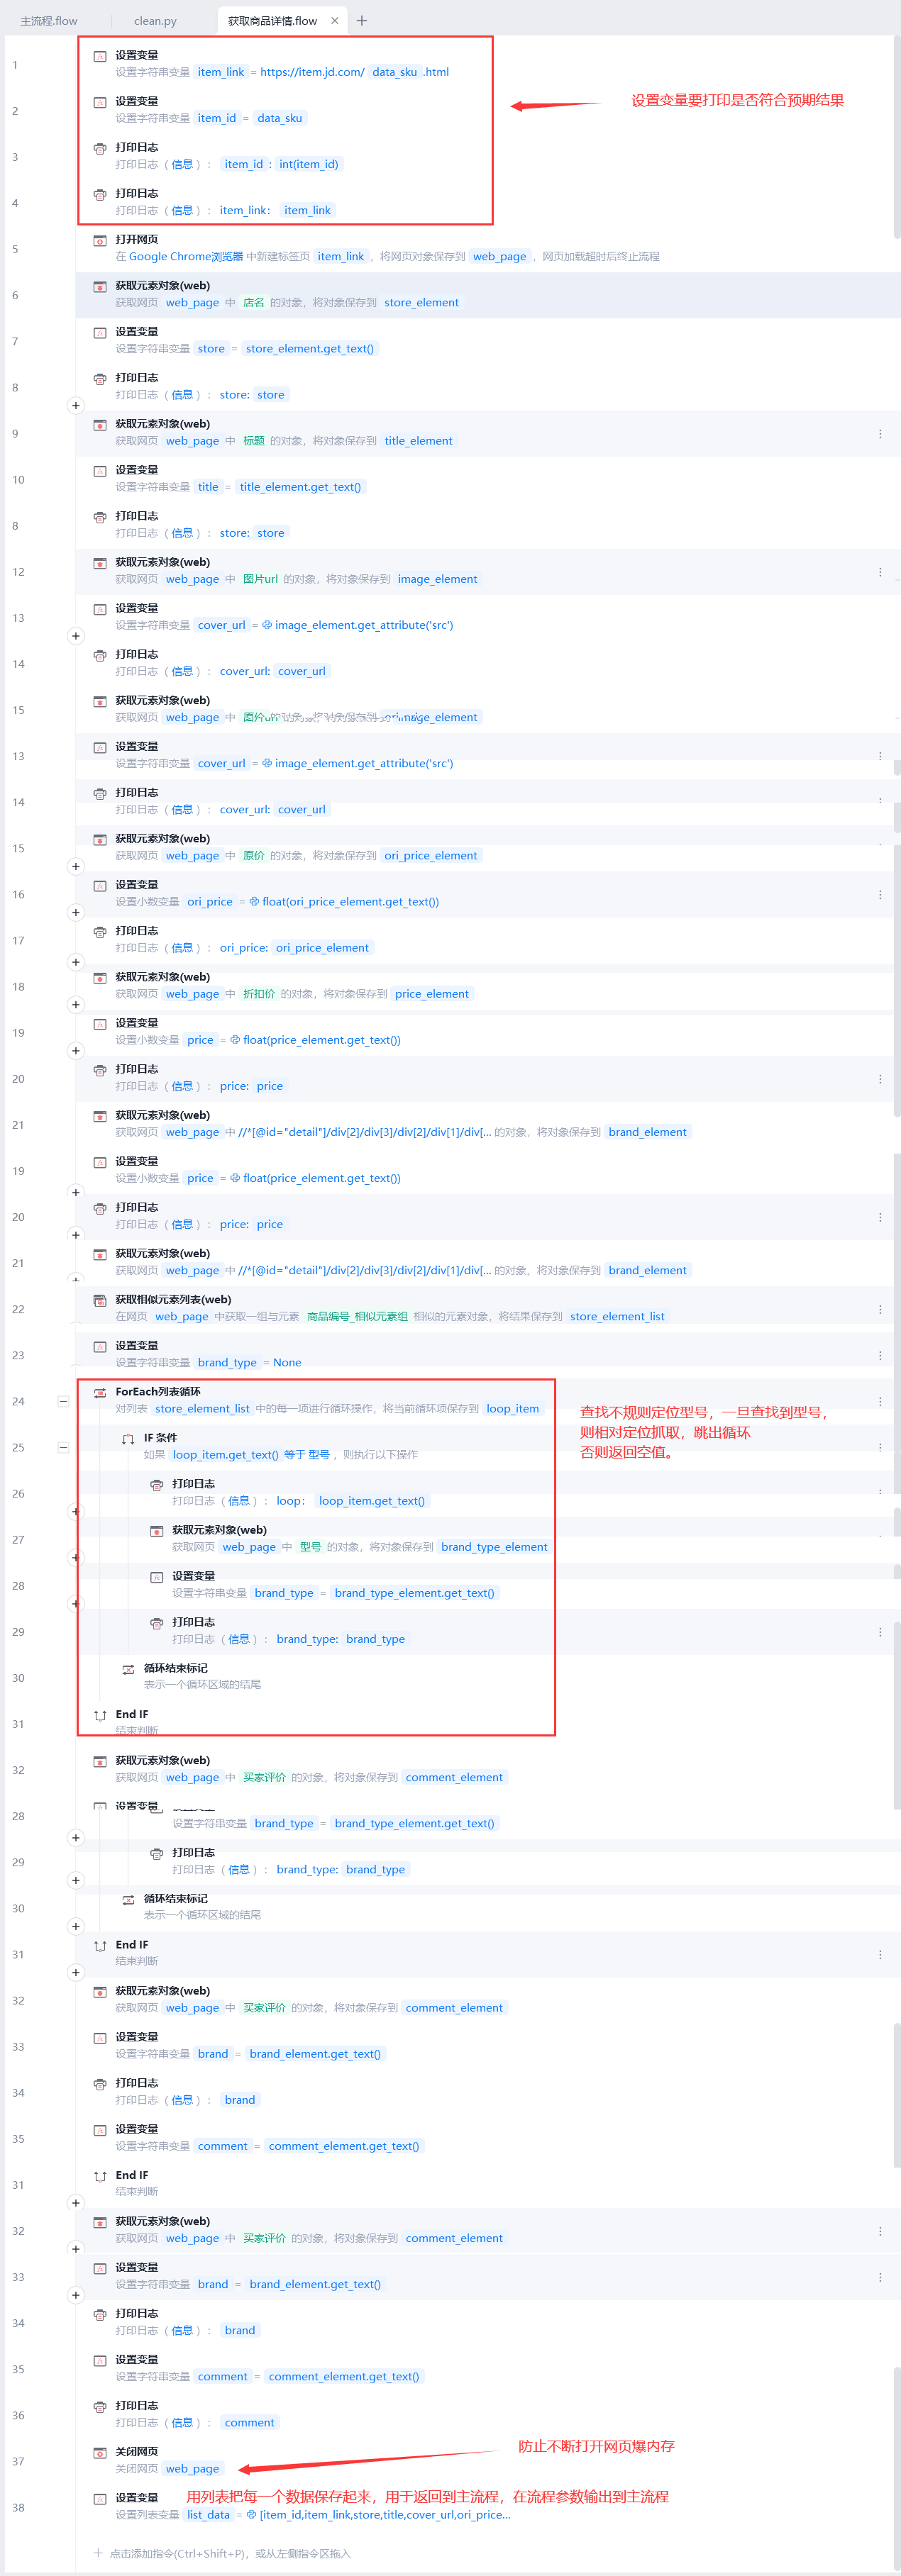 主流程.flow
clean.py
获取商品详情.flow
1
设置变量
设置字符串变量 item_link = https://item.jd.com/ data_sku .html
设置变量要打印是否符合预期结果
2
设置变量
设置字符串变量 item_id = data_sku
3
打印日志
打印日志（ 信息 ）： item_id : int(item_id)
4
打印日志
打印日志（ 信息 ）： item_link： item_link
5
打开网页
在 Google Chrome浏览器 中新建标签页 item_link ，将网页对象保存到 web_page ，网页加载超时后终止流程
6
获取元素对象(web)
获取网页 web_page 中 店名 的对象，将对象保存到 store_element
7
设置变量
设置字符串变量 store = store_element.get_text()
8
打印日志
打印日志（ 信息 ）： store: store
9
获取元素对象(web)
获取网页 web_page 中 标题 的对象，将对象保存到 title_element
10
设置变量
设置字符串变量 title = title_element.get_text()
8
打印日志
打印日志（ 信息 ）： store: store
12
获取元素对象(web)
获取网页 web_page 中 图片url 的对象，将对象保存到 image_element
13
设置变量
设置字符串变量 cover_url = image_element.get_attribute('src')
14
打印日志
打印日志（ 信息 ）： cover_url: cover_url
15
获取元素对象(web)
获取网页 web_page 中
13
设置变量
设置字符串变量 cover_url = image_element.get_attribute('src')
14
打印日志
打印日志（ 信息 ）： cover_url: cover_url
15
获取元素对象(web)
获取网页 web_page 中 原价 的对象，将对象保存到 ori_price_element
16
设置变量
设置小数变量 ori_price = float(ori_price_element.get_text())
17
打印日志
打印日志（ 信息 ）： ori_price: ori_price_element
18
获取元素对象(web)
获取网页 web_page 中 折扣价 的对象，将对象保存到 price_element
19
设置变量
设置小数变量 price = float(price_element.get_text())
20
打印日志
打印日志（ 信息 ）： price: price
21
获取元素对象(web)
获取网页 web_page 中 //*[@id="detail"]/div[2]/div[3]/div[2]/div[1]/div[... 的对象，将对象保存到 brand_element
19
设置变量
设置小数变量 price = float(price_element.get_text())
20
打印日志
打印日志（ 信息 ）： price: price
21
获取元素对象(web)
获取网页 web_page 中 //*[@id="detail"]/div[2]/div[3]/div[2]/div[1]/div[... 的对象，将对象保存到 brand_element
22
获取相似元素列表(web)
在网页 web_page 中获取一组与元素 商品编号_相似元素组 相似的元素对象，将结果保存到 store_element_list
23
设置变量
设置字符串变量 brand_type = None
24
ForEach列表循环
对列表 store_element_list 中的每一项进行循环操作，将当前循环项保存到 loop_item
查找不规则定位型号，一旦查找到型号，
则相对定位抓取，跳出循环
否则返回空值。
25
IF 条件
如果 loop_item.get_text() 等于 型号 ，则执行以下操作
26
打印日志
打印日志（ 信息 ）： loop： loop_item.get_text()
27
获取元素对象(web)
获取网页 web_page 中 型号 的对象，将对象保存到 brand_type_element
28
设置变量
设置字符串变量 brand_type = brand_type_element.get_text()
29
打印日志
打印日志（ 信息 ）： brand_type: brand_type
30
循环结束标记
表示一个循环区域的结尾
31
End IF
结束判断
32
获取元素对象(web)
获取网页 web_page 中 买家评价 的对象，将对象保存到 comment_element
28
设置变量
设置字符串变量 brand_type = brand_type_element.get_text()
29
打印日志
打印日志（ 信息 ）： brand_type: brand_type
30
循环结束标记
表示一个循环区域的结尾
31
End IF
结束判断
32
获取元素对象(web)
获取网页 web_page 中 买家评价 的对象，将对象保存到 comment_element
33
设置变量
设置字符串变量 brand = brand_element.get_text()
34
打印日志
打印日志（ 信息 ）： brand
35
设置变量
设置字符串变量 comment = comment_element.get_text()
31
End IF
结束判断
32
获取元素对象(web)
获取网页 web_page 中 买家评价 的对象，将对象保存到 comment_element
33
设置变量
设置字符串变量 brand = brand_element.get_text()
34
打印日志
打印日志（ 信息 ）： brand
35
设置变量
设置字符串变量 comment = comment_element.get_text()
36
打印日志
打印日志（ 信息 ）： comment
37
关闭网页
关闭网页 web_page
防止不断打开网页爆内存
38
设置变量
用列表把每一个数据保存起来，用于返回到主流程，在流程参数输出到主流程
设置列表变量 list_data = [item_id,item_link,store,title,cover_url,ori_price...
点击添加指令(Ctrl+Shift+P)，或从左侧指令区拖入